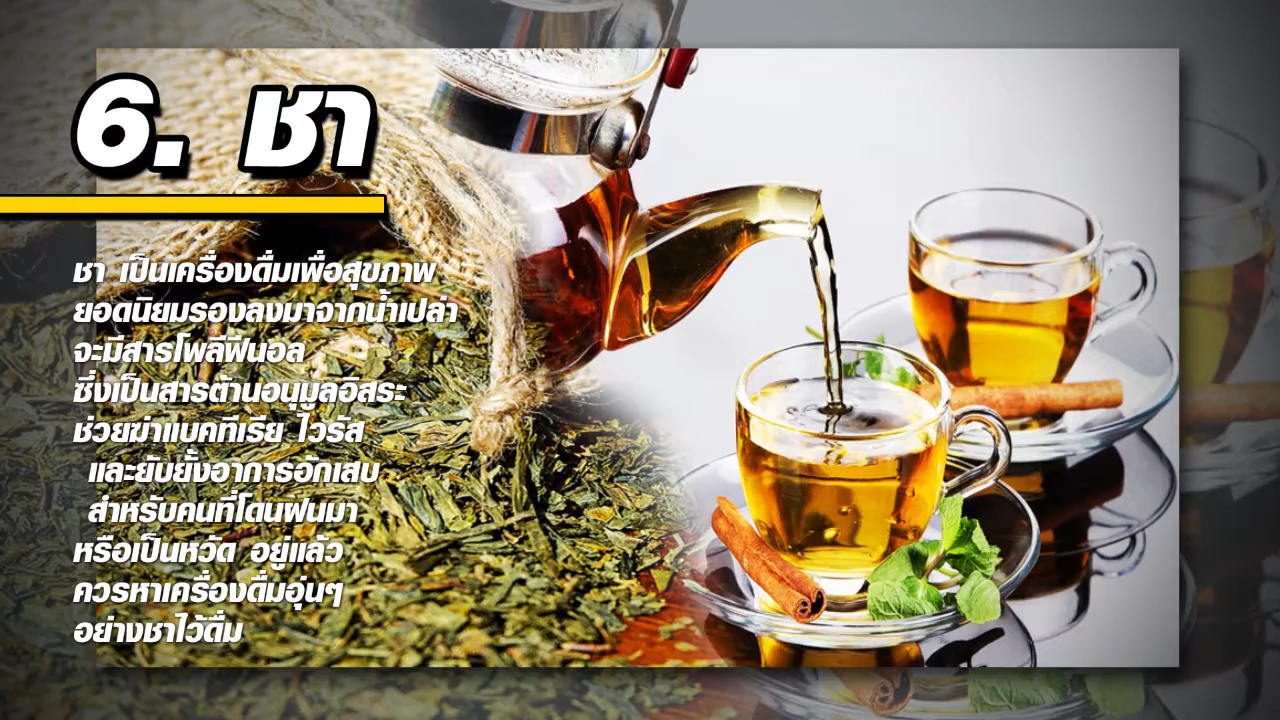 6. ชา
ชา เป็นเครื่องดื่มเพื่อสุขภาพ
ยอดนิยมรองลงมาจากน้ำเปล่า
จะมีสารโพลีฟีนอล
ซึ่งเป็นสารต้านอนุมูลอิสระ
ช่วยฆ่าแบคทีเรีย ไวรัส
และยับยั้งอาการอักเสบ
สำหรับคนที่โดนฝนมา
หรือเป็นหวัด อยู่แล้ว
ควรหาเครื่องดื่มอุ่นๆ
อย่างชาไว้ดื่ม